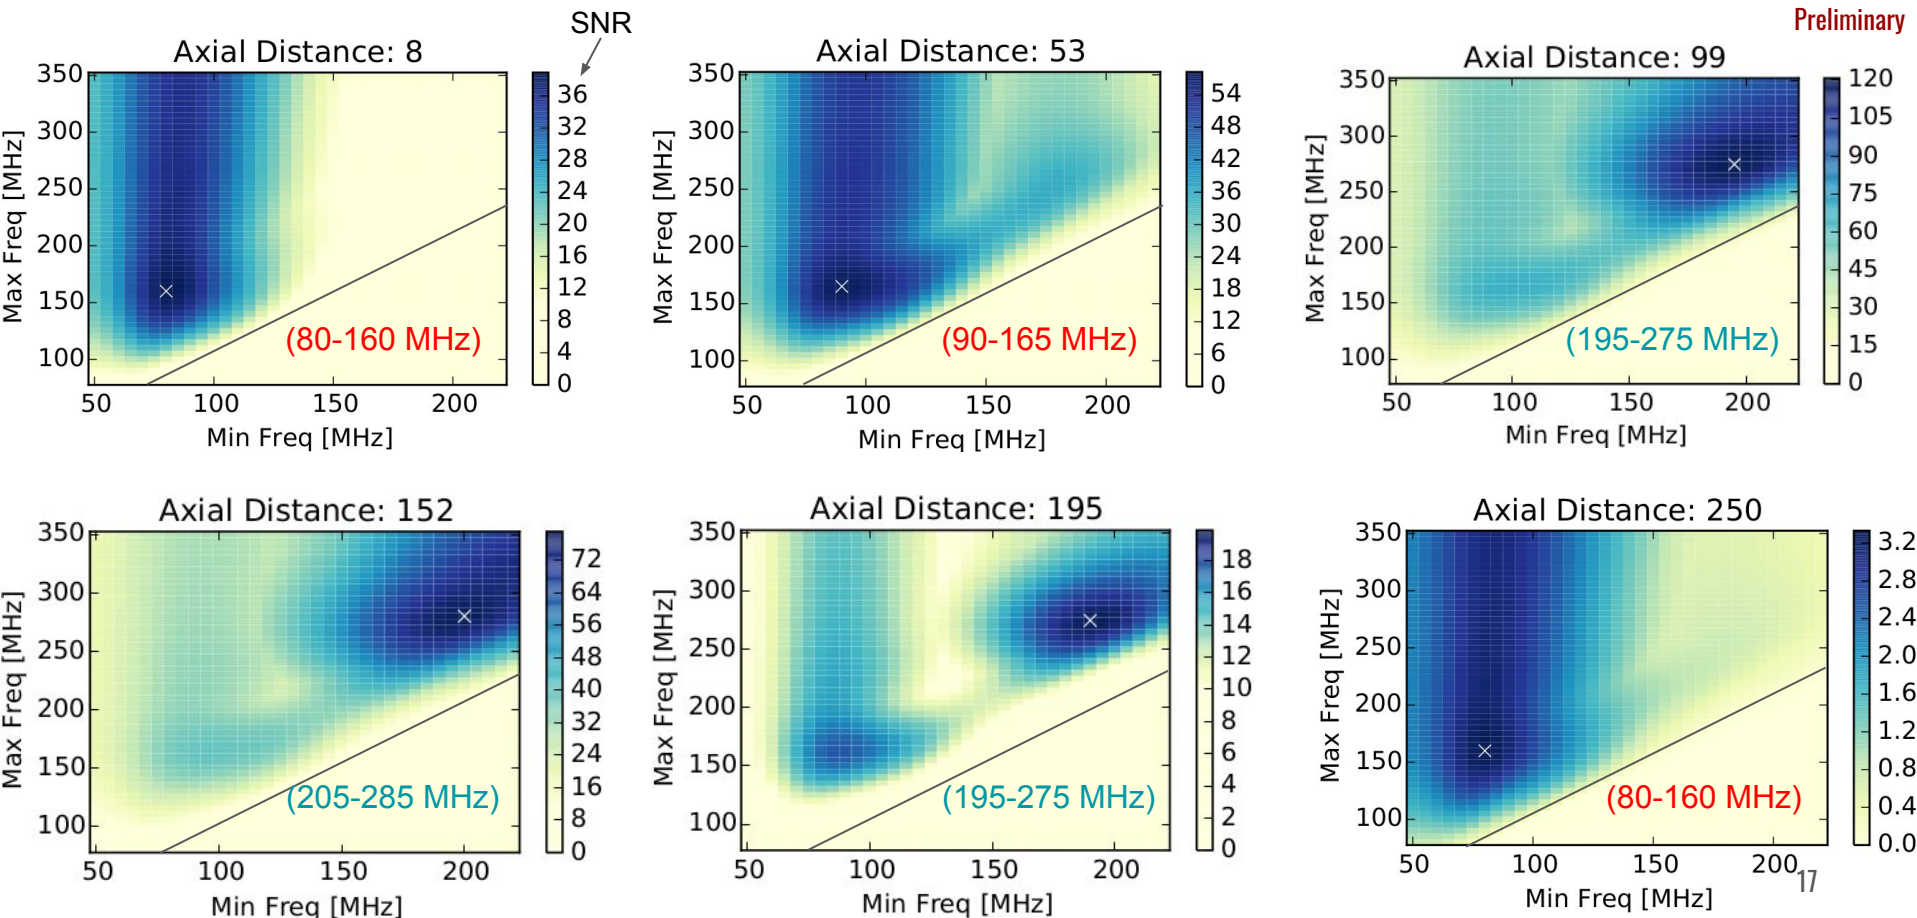 SNR
Preliminary
Axial Distance: 8
350
300
250
200
150
100
Max Freq [MHz]
50 100 150 200
Min Freq [MHz]
(80-160 MHz)
36
32
28
24
20
16
12
8
4
0
Axial Distance: 53
350
300
250
200
150
100
Max Freq [MHz]
50 100 150 200
Min Freq [MHz]
(90-165 MHz)
54
48
42
36
30
24
18
12
6
0
Axial Distance: 99
350
300
250
200
150
100
Max Freq [MHz]
50 100 150 200
Min Freq [MHz]
(195-275 MHz)
120
105
90
75
60
45
30
15
0
Axial Distance: 152
350
300
250
200
150
100
Max Freq [MHz]
50 100 150 200
Min Freq [MHz]
(205-285 MHz)
72
64
56
48
40
32
24
16
8
0
Axial Distance: 195
350
300
250
200
150
100
Max Freq [MHz]
50 100 150 200
Min Freq [MHz]
(195-275 MHz)
18
16
14
12
10
8
6
4
2
0
Axial Distance: 250
350
300
250
200
150
100
Max Freq [MHz]
50 100 150 200
Min Freq [MHz]
(80-160 MHz)
3.2
2.8
2.4
2.0
1.6
1.2
0.8
0.4
0.0
17